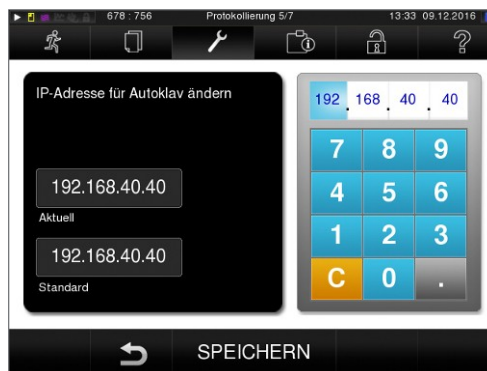 678 : 756 Protokollierung 5/7 13:33 09.12.2016
IP-Adresse für Autoklav ändern
192.168.40.40
Aktuell
192.168.40.40
Standard
192 . 168 . 40 . 40
7 8 9
4 5 6
1 2 3
C 0 .
SPEICHERN